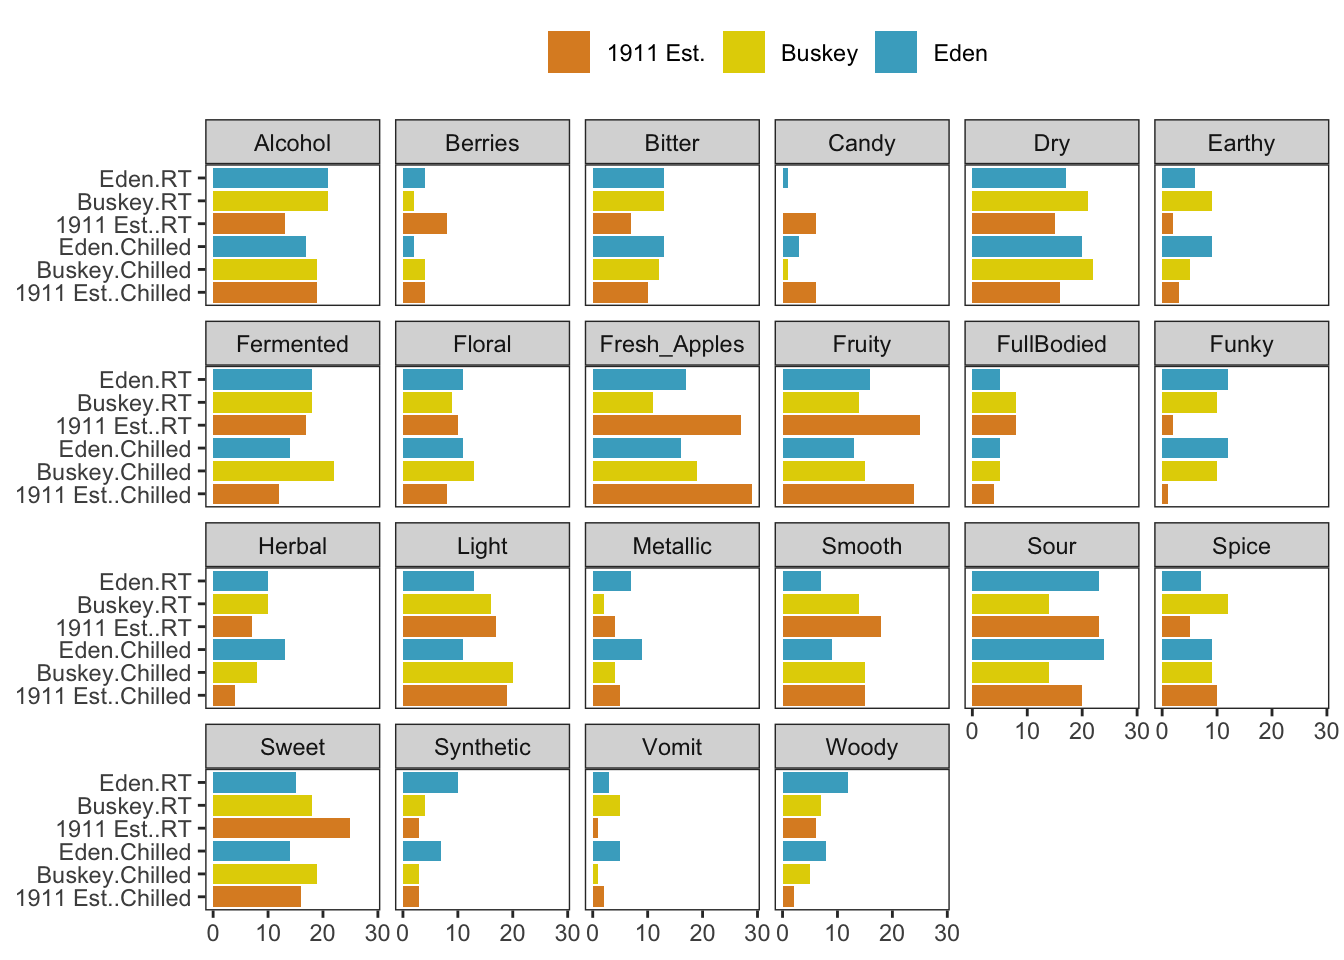 1911 Est. Buskey Eden
Alcohol Berries Bitter Candy Dry Earthy
Eden.RT
Buskey.RT
1911 Est..RT
Eden.Chilled
Buskey.Chilled
1911 Est..Chilled
Fermented Floral Fresh_Apples Fruity FullBodied Funky
Eden.RT
Buskey.RT
1911 Est..RT
Eden.Chilled
Buskey.Chilled
1911 Est..Chilled
Herbal Light Metallic Smooth Sour Spice
Eden.RT
Buskey.RT
1911 Est..RT
Eden.Chilled
Buskey.Chilled
1911 Est..Chilled
0 10 20 30 0 10 20 30
Sweet Synthetic Vomit Woody
Eden.RT
Buskey.RT
1911 Est..RT
Eden.Chilled
Buskey.Chilled
1911 Est..Chilled
0 10 20 30 0 10 20 30 0 10 20 30 0 10 20 30